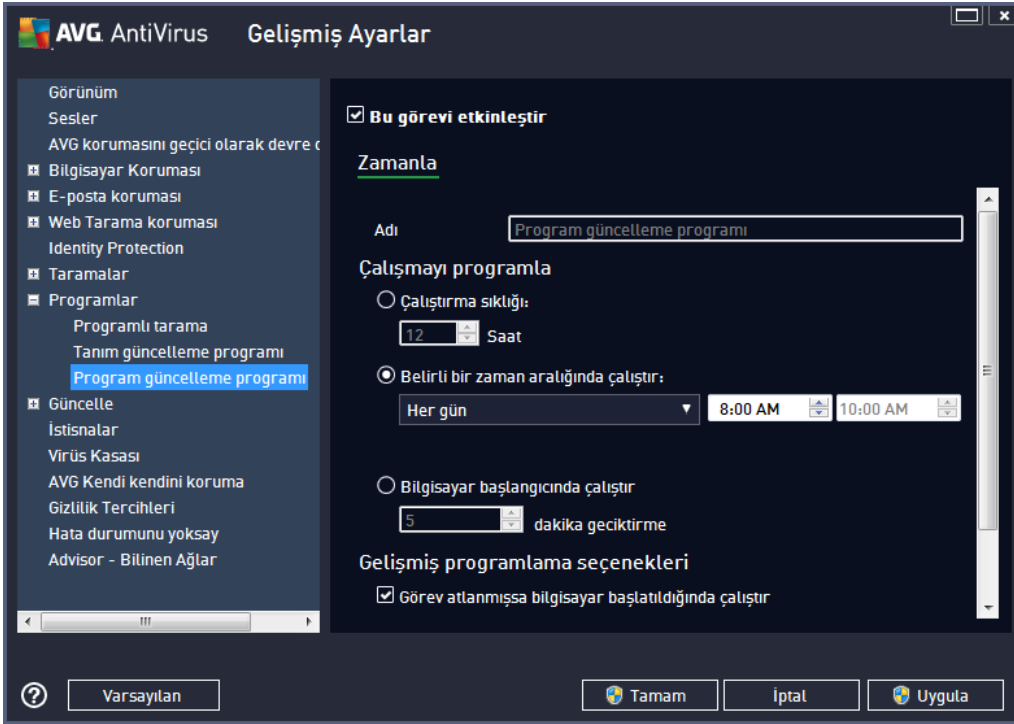 AVG AntiVirus Gelişmiş Ayarlar
Görünüm
Sesler
AVG korumasını geçici olarak devre
Bilgisayar Koruması
E-posta koruması
Web Tarama koruması
Identity Protection
Taramalar
Programlar
Programlı tarama
Tanım güncelleme programı
Program güncelleme programı
Güncelle
İstisnalar
Virüs Kasası
AVG Kendi kendini koruma
Gizlilik Tercihleri
Hata durumunu yoksay
Advisor - Bilinen Ağlar
Bu görevi etkinleştir
Zamanla
Adı Program güncelleme programı
Çalışmayı programla
Çalıştırma sıklığı:
12 Saat
Belirli bir zaman aralığında çalıştır:
Her gün 8:00 AM 10:00 AM
Bilgisayar başlangıcında çalıştır
5 dakika geciktirme
Gelişmiş programlama seçenekleri
Görev atlanmışsa bilgisayar başlatıldığında çalıştır
? Varsayılan Tamam İptal Uygula